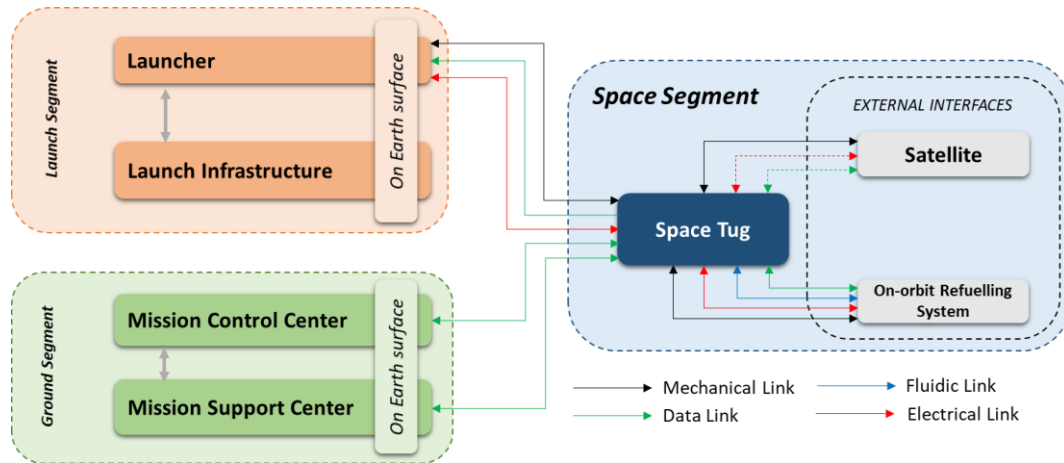 Launch Segment
Launcher
Launch Infrastructure
On Earth surface
Ground Segment
Mission Control Center
Mission Support Center
On Earth surface
Space Segment
EXTERNAL INTERFACES
Satellite
Space Tug
On-orbit Refuelling
System
Mechanical Link
Fluidic Link
Data Link
Electrical Link